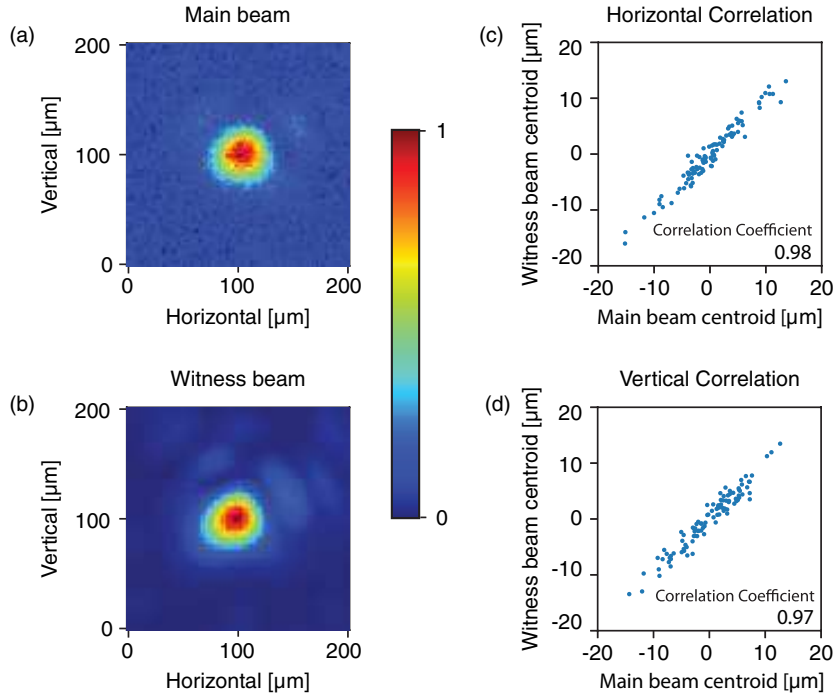 Main beam
(a)
200
100
0
Vertical [µm]
0 100 200
Horizontal [µm]
Witness beam
(b)
200
100
0
Vertical [µm]
0 100 200
Horizontal [µm]
1
0
Horizontal Correlation
(c)
20
10
0
-10
-20
Witness beam centroid [µm]
Correlation Coefficient
0.98
-20 -10 0 10 20
Main beam centroid [µm]
Vertical Correlation
(d)
20
10
0
-10
-20
Witness beam centroid [µm]
Correlation Coefficient
0.97
-20 -10 0 10 20
Main beam centroid [µm]